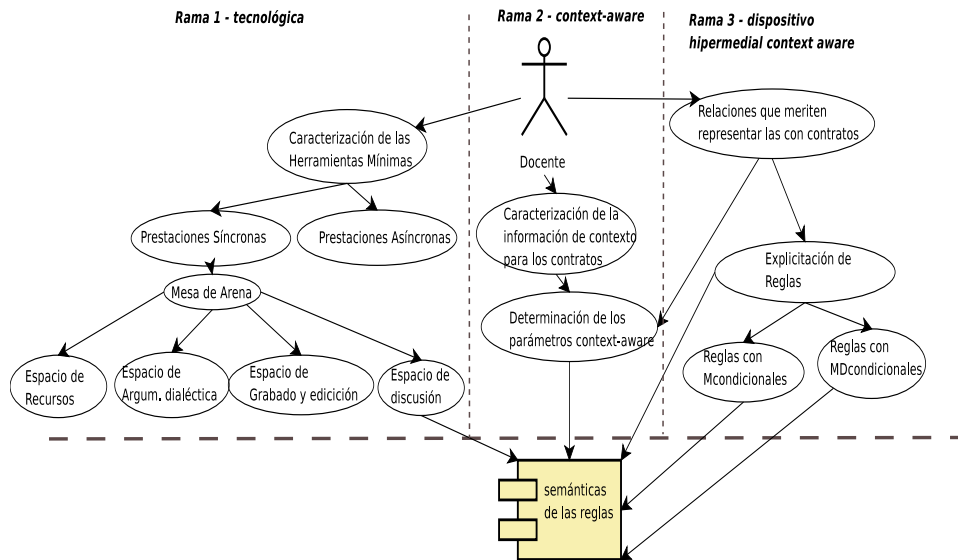 Rama 1 - tecnológica
Rama 2 - context-aware
Rama 3 - dispositivo
hipermedial context aware
Relaciones que meriten
representar las con contratos
Caracterización de las
Herramientas Mínimas
Docente
Caracterización de la
información de contexto
para los contratos
Prestaciones Síncronas
Prestaciones Asíncronas
Explicitación de
Reglas
Mesa de Arena
Determinación de los
parámetros context-aware
Reglas con
Mcondicionales
Reglas con
MDcondicionales
Espacio de
Recursos
Espacio de
Argum. dialéctica
Espacio de
Grabado y edicición
Espacio de
discusión
semánticas
de las reglas